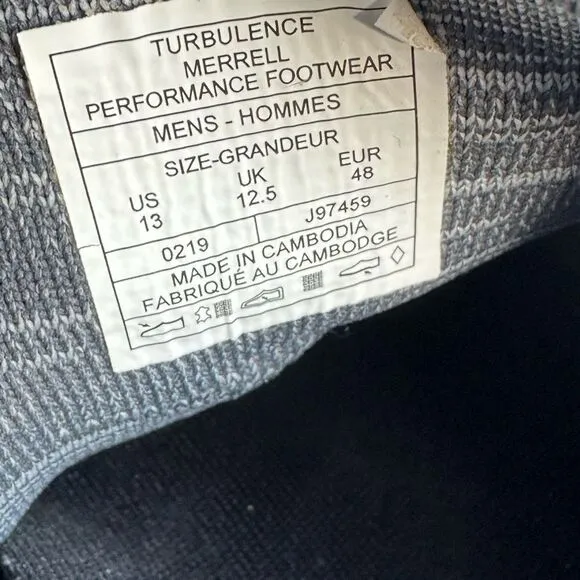 TURBULENCE
MERRELL
PERFORMANCE FOOTWEAR
MENS - HOMMES
SIZE-GRANDEUR
US UK EUR
13 12.5 48
0219 J97459
MADE IN CAMBODIA
FABRIQUÉ AU CAMBODGE